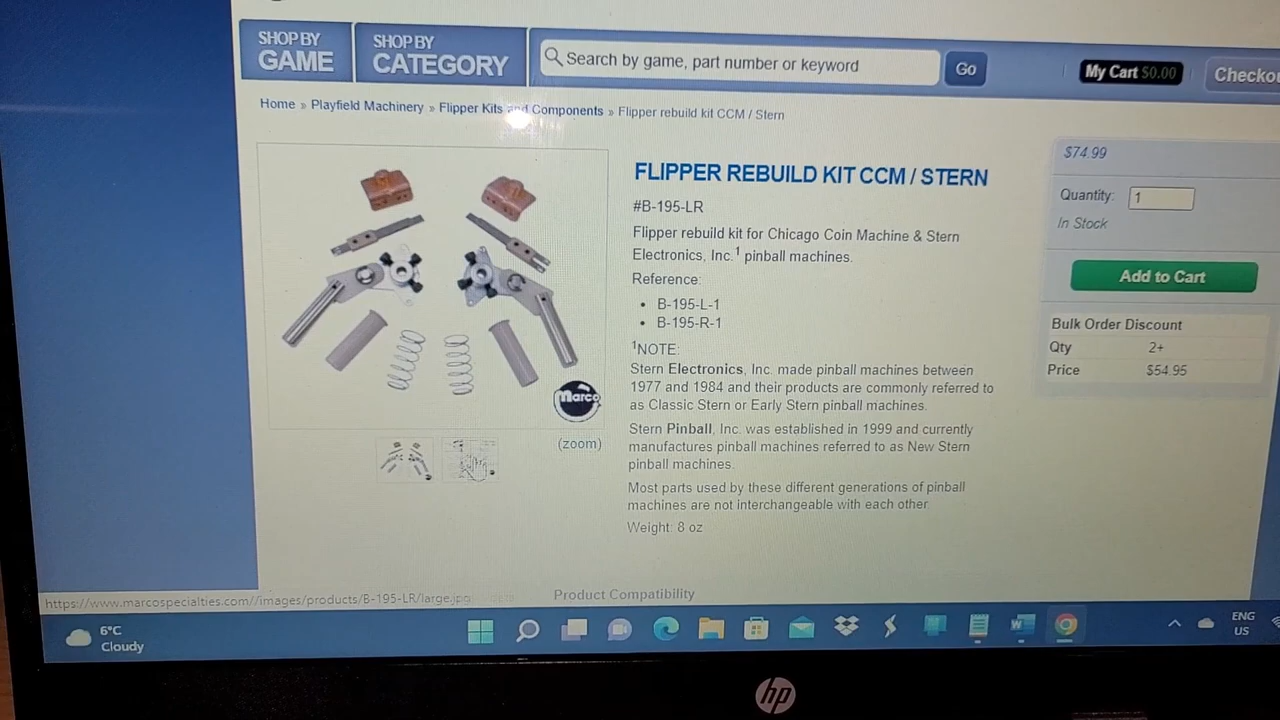 SHOP BY
GAME
SHOP BY
CATEGORY
Search by game, part number or keyword
Go
My Cart $0.00
Checkou
Home » Playfield Machinery » Flipper Kits and Components » Flipper rebuild kit CCM / Stern
FLIPPER REBUILD KIT CCM / STERN
#B-195-LR
Flipper rebuild kit for Chicago Coin Machine & Stern
Electronics, Inc.1 pinball machines.
Reference:
• B-195-L-1
• B-195-R-1
1NOTE:
Stern Electronics, Inc. made pinball machines between
1977 and 1984 and their products are commonly referred to
as Classic Stern or Early Stern pinball machines.
Stern Pinball, Inc. was established in 1999 and currently
manufactures pinball machines referred to as New Stern
pinball machines.
Most parts used by these different generations of pinball
machines are not interchangeable with each other
Weight: 8 oz
Marco
(zoom)
$74.99
Quantity: 1
In Stock
Add to Cart
Bulk Order Discount
Qty 2+
Price $54.95
Product Compatibility
https://www.marcospecialties.com//images/products/B-195-LR/large.jpg
6°C
Cloudy
ENG
US
hp